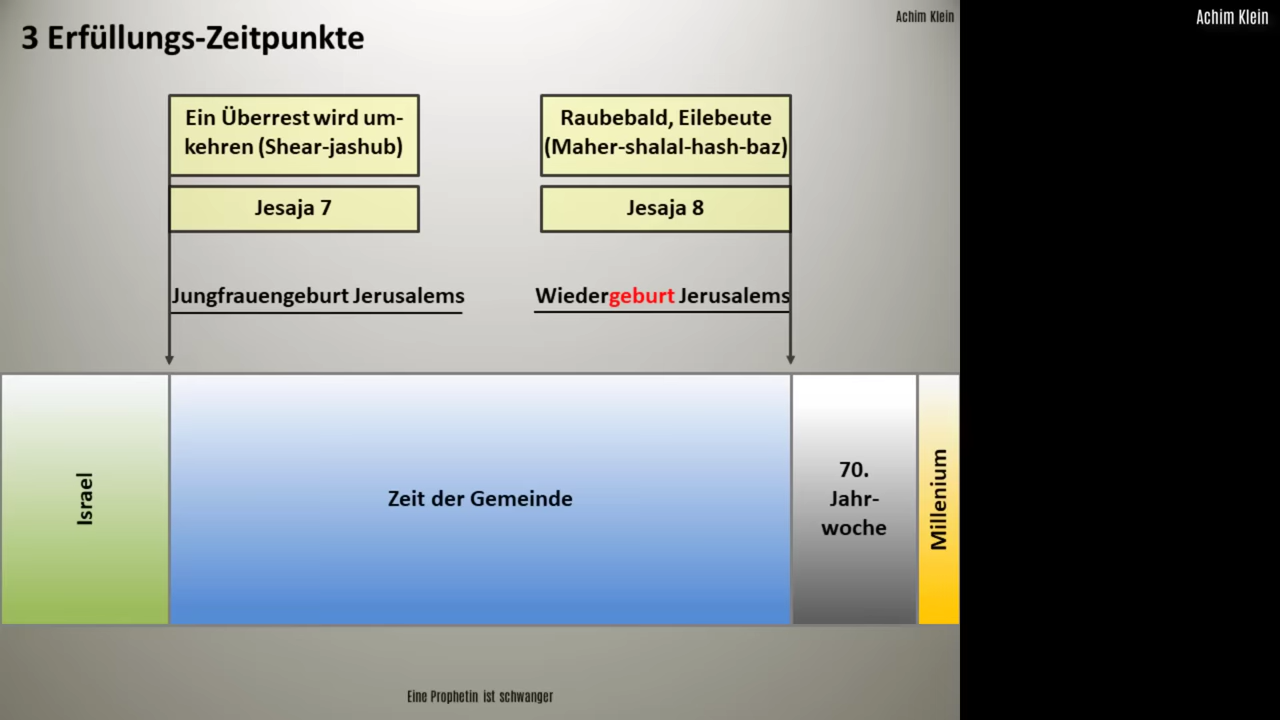 3 Erfüllungs-Zeitpunkte
Achim Klein
Achim Klein
Ein Überrest wird um-
kehren (Shear-jashub)
Raubebald, Eilebeute
(Maher-shalal-hash-baz)
Jesaja 7
Jesaja 8
Jungfrauengeburt Jerusalems
Wiedergeburt Jerusalems
Israel
Zeit der Gemeinde
70.
Jahr-
woche
Millenium
Eine Prophetin ist schwanger